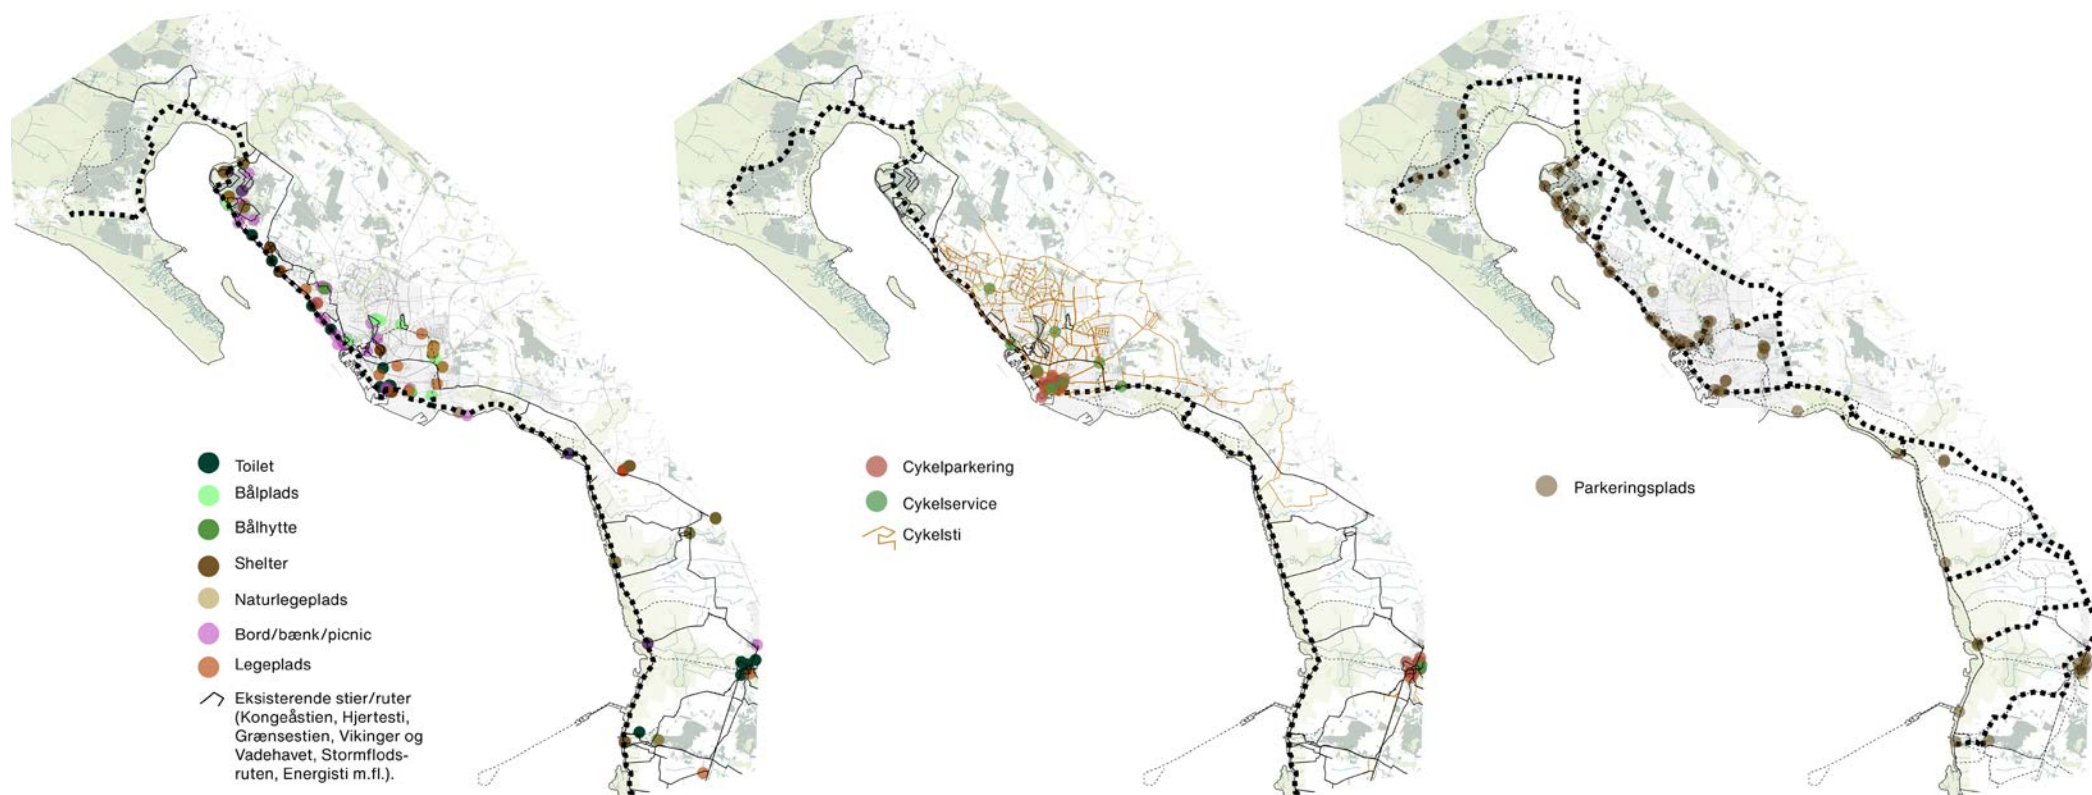 Toilet
Bålplads
Bålhytte
Shelter
Naturlegeplads
Bord/bænk/picnic
Legeplads
Eksisterende stier/ruter
(Kongeåstien, Hjertesti,
Grænsestien, Vikinger og
Vadehavet, Stormflods-
ruten, Energisti m.fl.).
Cykelparkering
Cykelservice
Cykelsti
Parkeringsplads